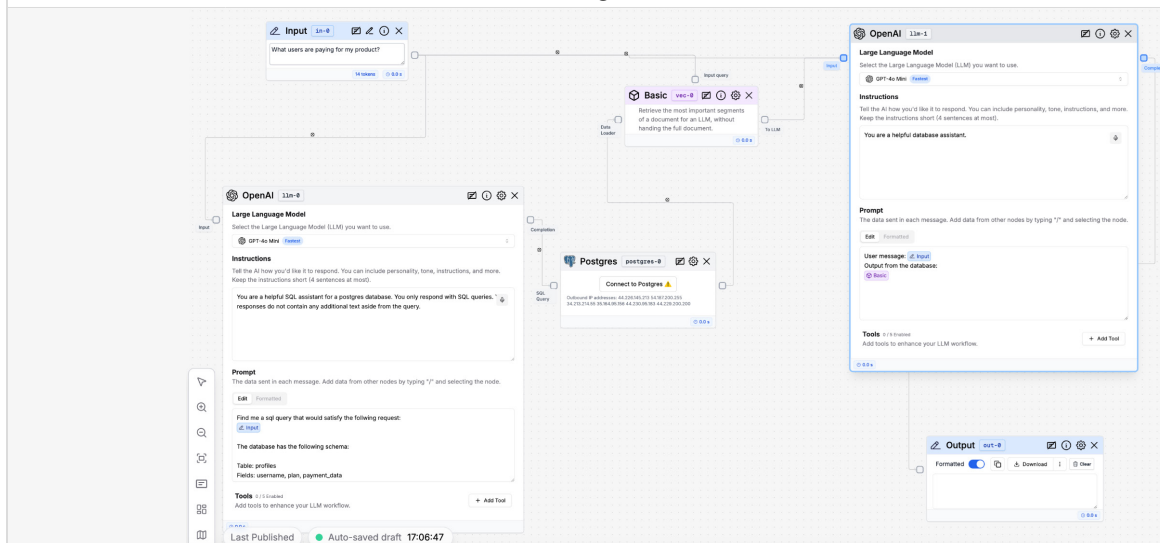 Input in-0
What users are paying for my product?
14 tokens 0.0 s
Input query
Basic vec-0
Retrieve the most important segments
of a document for an LLM, without
handing the full document.
Data
Loader
To LLM
0.0 s
OpenAI llm-0
Input
Large Language Model
Select the Large Language Model (LLM) you want to use.
GPT-4o Mini Fastest
Instructions
Tell the AI how you'd like it to respond. You can include personality, tone, instructions, and more.
Keep the instructions short (4 sentences at most).
You are a helpful SQL assistant for a postgres database. You only respond with SQL queries.
responses do not contain any additional text aside from the query.
Prompt
The data sent in each message. Add data from other nodes by typing "/" and selecting the node.
Edit Formatted
Find me a sql query that would satisfy the follwing request:
Input
The database has the following schema:
Table: profiles
Fields: username, plan, payment_data
Tools 0 / 5 Enabled
Add tools to enhance your LLM workflow.
+ Add Tool
0.0 s
Completion
SQL
Query
Postgres postgres-0
Connect to Postgres
Outbound IP addresses:
0.0 s
OpenAI llm-1
Input
Large Language Model
Select the Large Language Model (LLM) you want to use.
GPT-4o Mini Fastest
Instructions
Tell the AI how you'd like it to respond. You can include personality, tone, instructions, and more.
Keep the instructions short (4 sentences at most).
You are a helpful database assistant.
Prompt
The data sent in each message. Add data from other nodes by typing "/" and selecting the node.
Edit Formatted
User message: Input
Output from the database:
Basic
Tools 0 / 5 Enabled
Add tools to enhance your LLM workflow.
+ Add Tool
0.0 s
Output out-0
Formatted Download Clear
0.0 s
Last Published Auto-saved draft 17:06:47